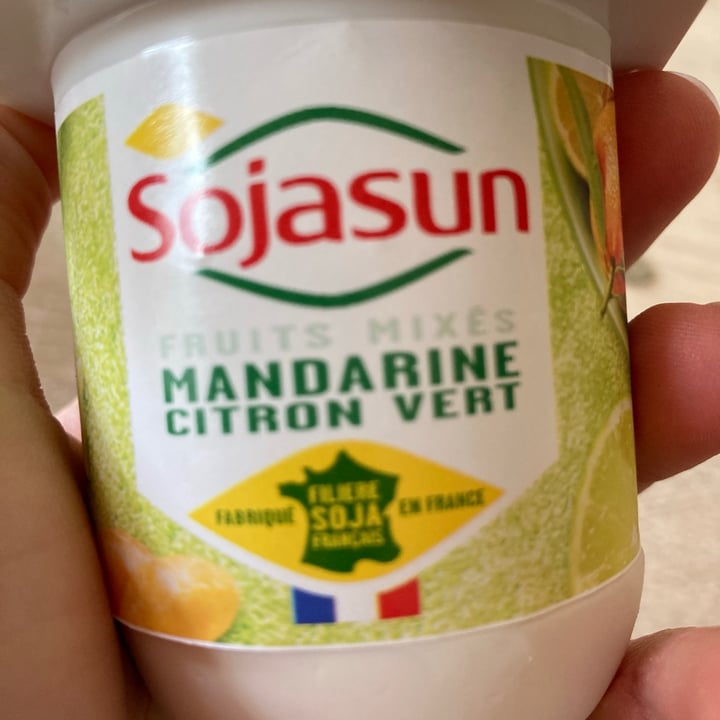 Sojasun
FRUITS MIXÉS
MANDARINE
CITRON VERT
FABRIQUÉ EN FRANCE
FILIÈRE
SOJA
FRANÇAIS